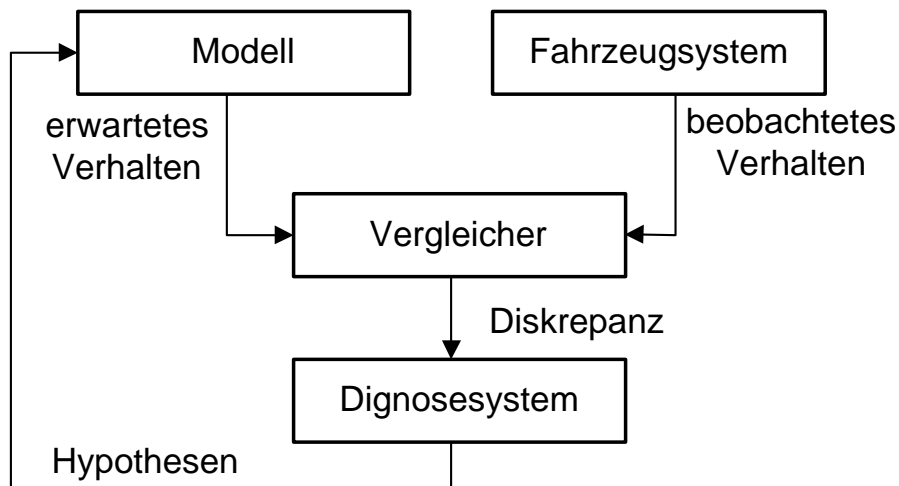 Modell
Fahrzeugsystem
erwartetes
Verhalten
beobachtetes
Verhalten
Vergleicher
Diskrepanz
Dignosesystem
Hypothesen